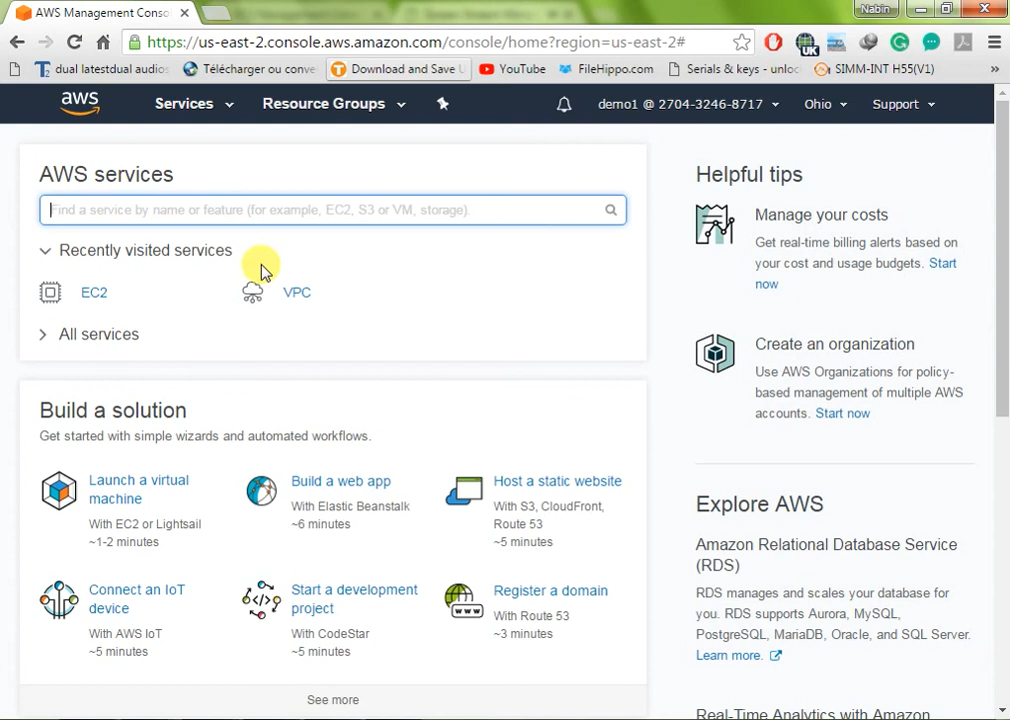 AWS Management Conso
Nabin
https://us-east-2.console.aws.amazon.com/console/home?region=us-east-2#
UK
dual latestdual audios
Télécharger ou conve
Download and Save U
YouTube
FileHippo.com
Serials & keys - unloc
SIMM-INT H55(V1)
»
aws
Services
Resource Groups
demo1 @ 2704-3246-8717
Ohio
Support
AWS services
Find a service by name or feature (for example, EC2, S3 or VM, storage).
Recently visited services
EC2
VPC
All services
Build a solution
Get started with simple wizards and automated workflows.
Launch a virtual
machine
With EC2 or Lightsail
~1-2 minutes
Build a web app
With Elastic Beanstalk
~6 minutes
Host a static website
With S3, CloudFront,
Route 53
~5 minutes
Connect an IoT
device
With AWS IoT
~5 minutes
Start a development
project
With CodeStar
~5 minutes
Register a domain
With Route 53
~3 minutes
See more
Helpful tips
Manage your costs
Get real-time billing alerts based on
your cost and usage budgets. Start
now
Create an organization
Use AWS Organizations for policy-
based management of multiple AWS
accounts. Start now
Explore AWS
Amazon Relational Database Service
(RDS)
RDS manages and scales your database for
you. RDS supports Aurora, MySQL,
PostgreSQL, MariaDB, Oracle, and SQL Server.
Learn more.
Real-Time Analytics with Amazon